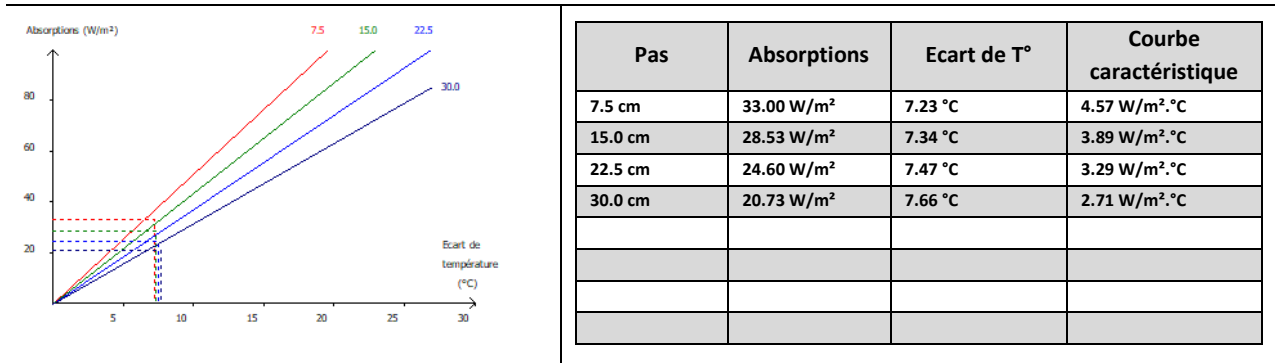 Absorptions (W/m²)
7.5 15.0 22.5
30.0
80
60
40
20
Ecart de
température
(°C)
5 10 15 20 25 30
Pas Absorptions Ecart de T° Courbe
caractéristique
7.5 cm 33.00 W/m² 7.23 °C 4.57 W/m².°C
15.0 cm 28.53 W/m² 7.34 °C 3.89 W/m².°C
22.5 cm 24.60 W/m² 7.47 °C 3.29 W/m².°C
30.0 cm 20.73 W/m² 7.66 °C 2.71 W/m².°C